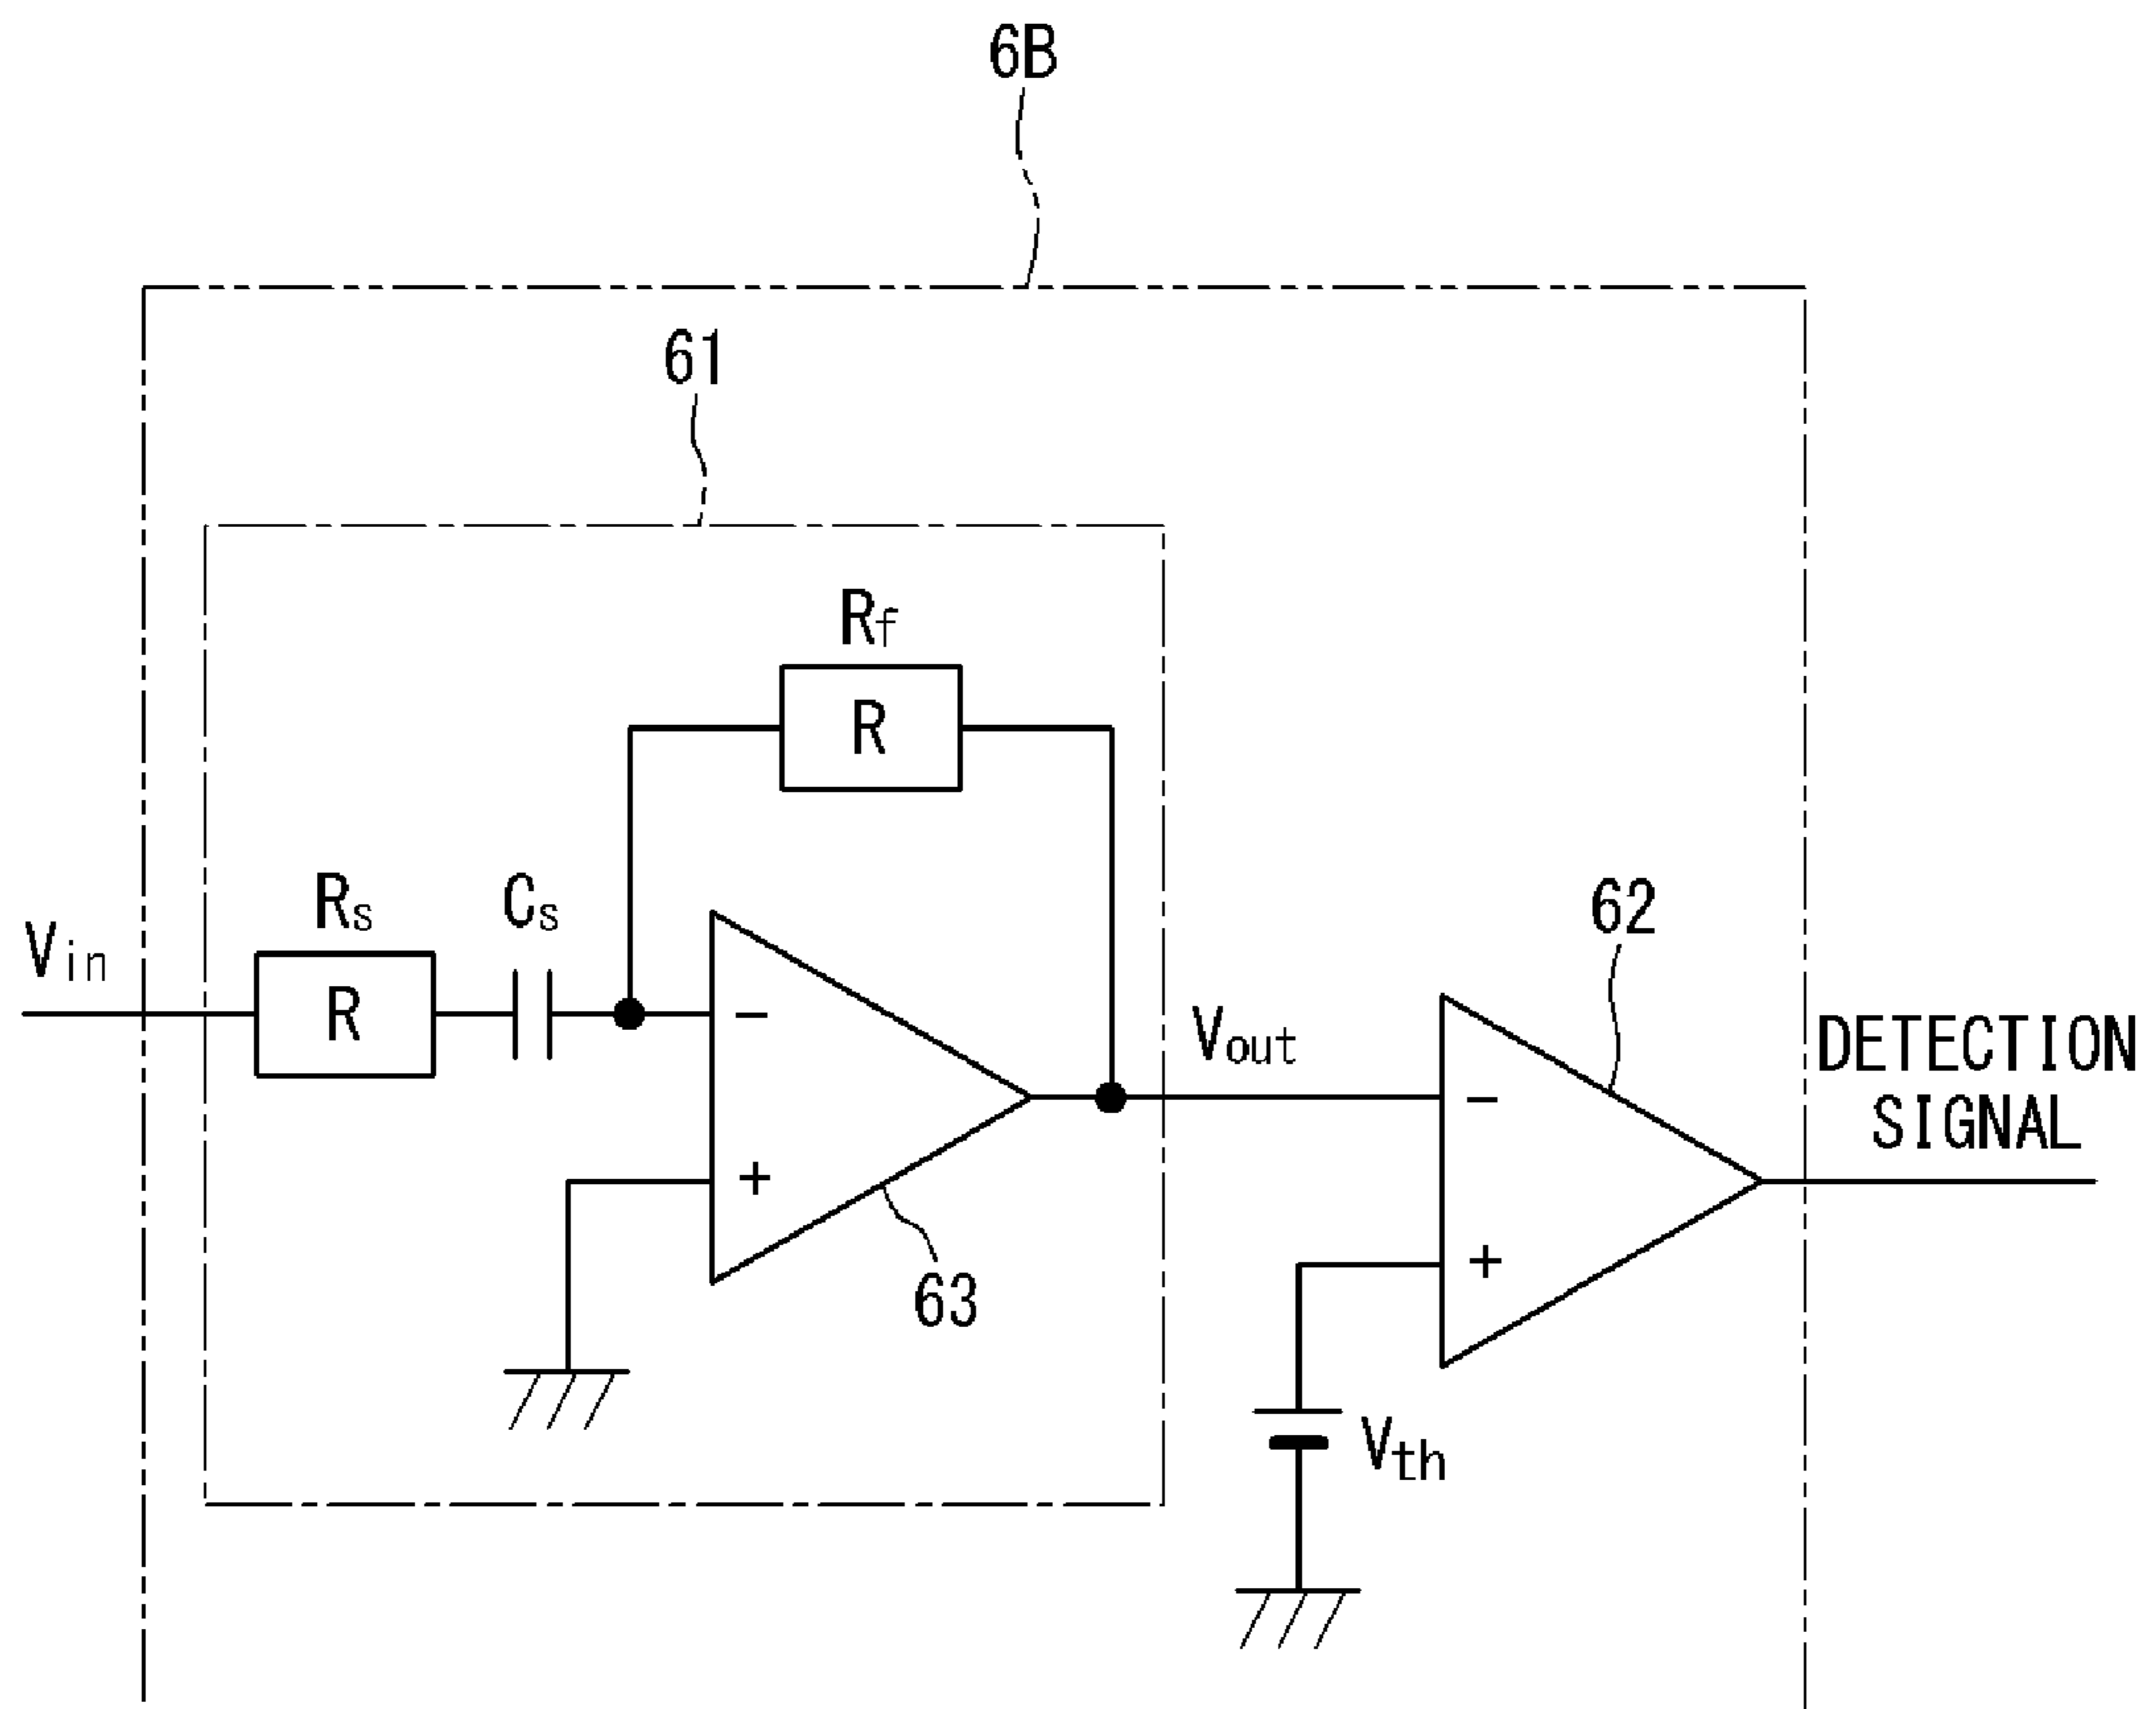 6B
61
Rf
R
Rs
Cs
Vin
R
−
+
63
Vout
62
−
+
Vth
DETECTION
SIGNAL